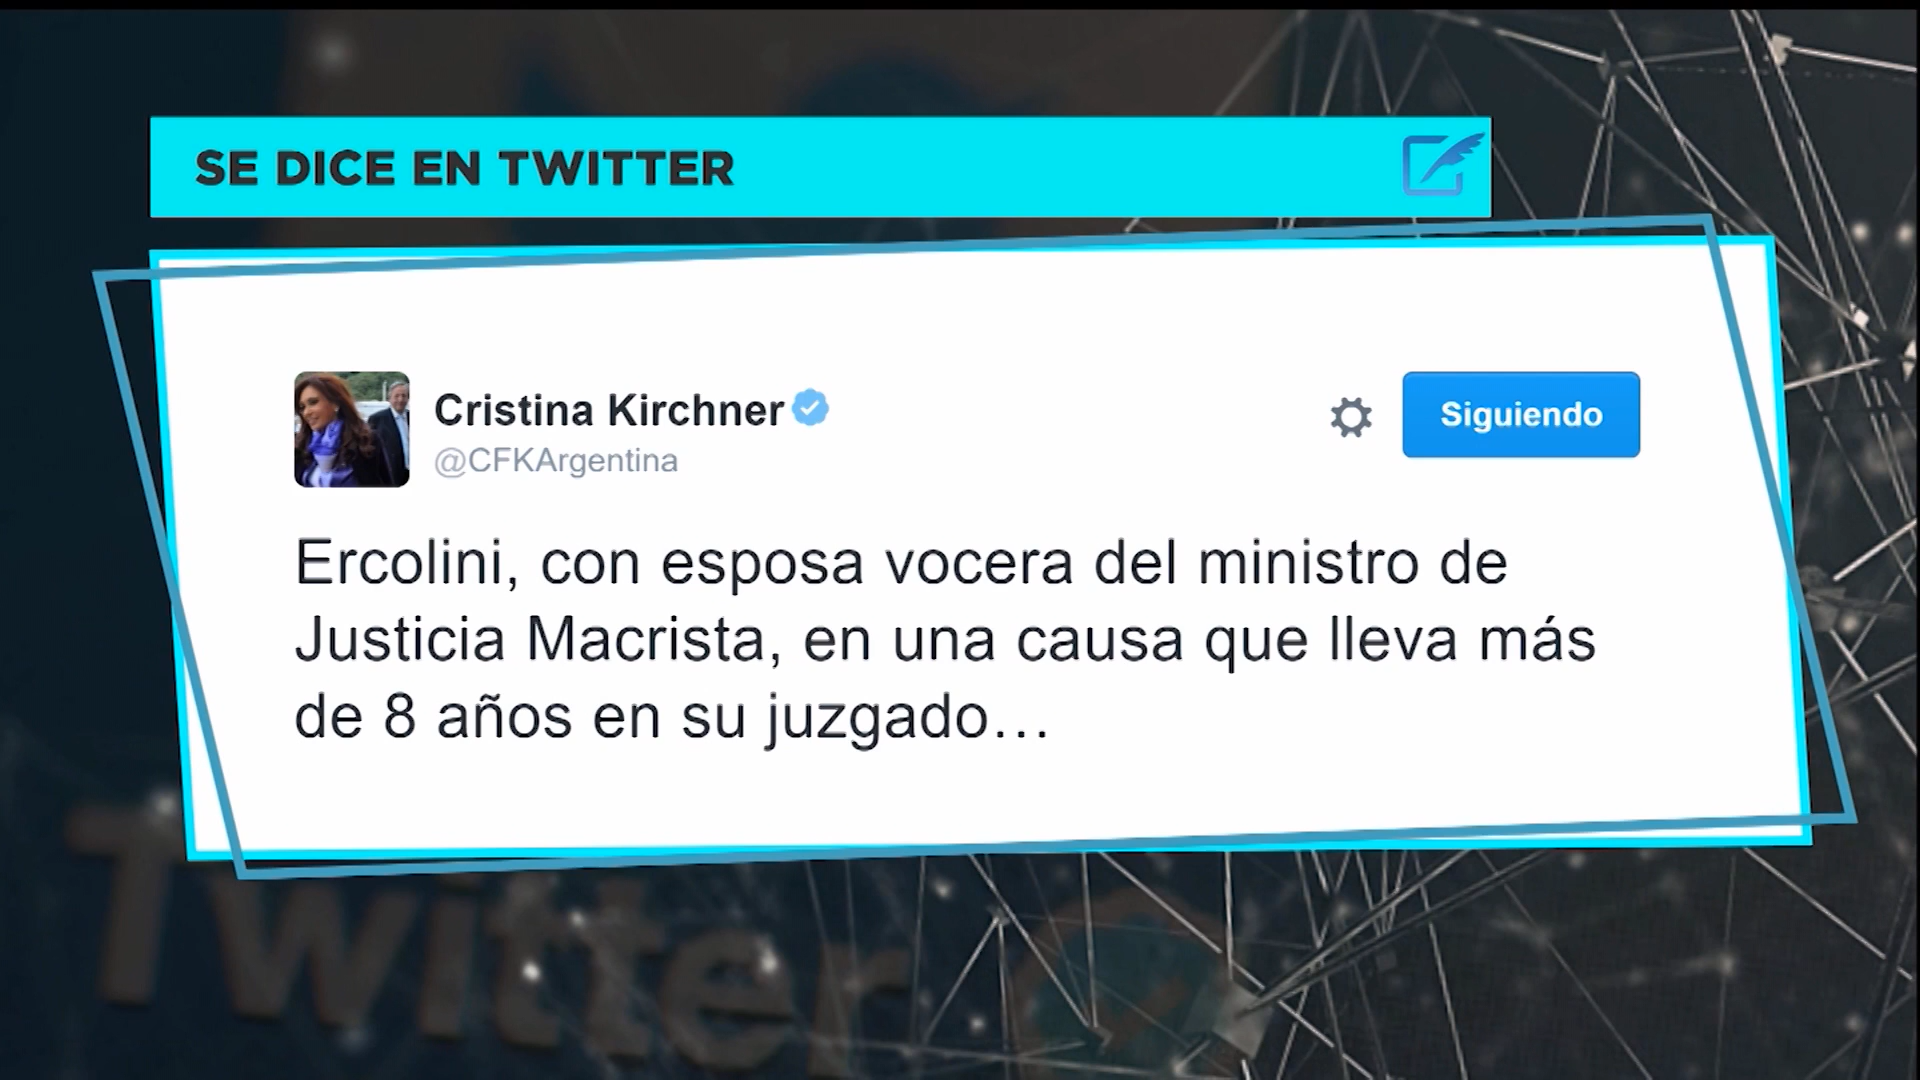 SE DICE EN TWITTER
Cristina Kirchner
@CFKArgentina
Siguiendo
Ercolini, con esposa vocera del ministro de
Justicia Macrista, en una causa que lleva más
de 8 años en su juzgado…
Twitter